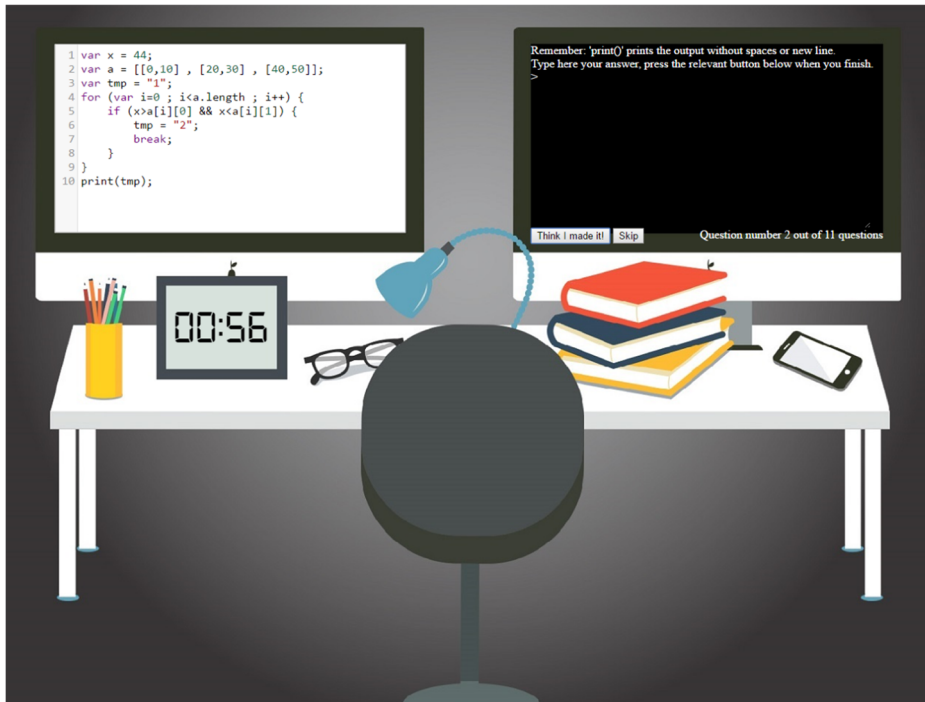 1 var x = 44;
2 var a = [[0,10] , [20,30] , [40,50]];
3 var tmp = "1";
4 for (var i=0 ; i<a.length ; i++) {
5     if (x>a[i][0] && x<a[i][1]) {
6         tmp = "2";
7         break;
8     }
9 }
10 print(tmp);
Remember: 'print()' prints the output without spaces or new line.
Type here your answer, press the relevant button below when you finish.
>
Think I made it! Skip Question number 2 out of 11 questions
00:56